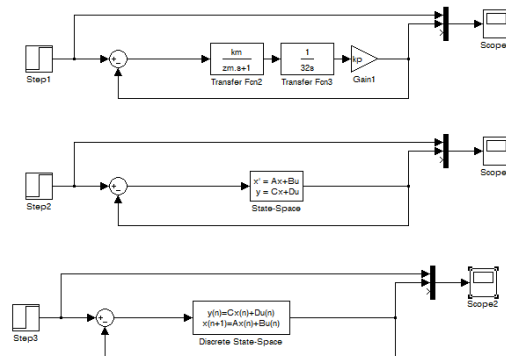 Step1
+
-
km
zm.s+1
Transfer Fcn2
1
32s
Transfer Fcn3
kp
Gain1
Scope
Step2
+
-
x' = Ax+Bu
y = Cx+Du
State-Space
Scope
Step3
+
-
y(n)=Cx(n)+Du(n)
x(n+1)=Ax(n)+Bu(n)
Discrete State-Space
Scope2